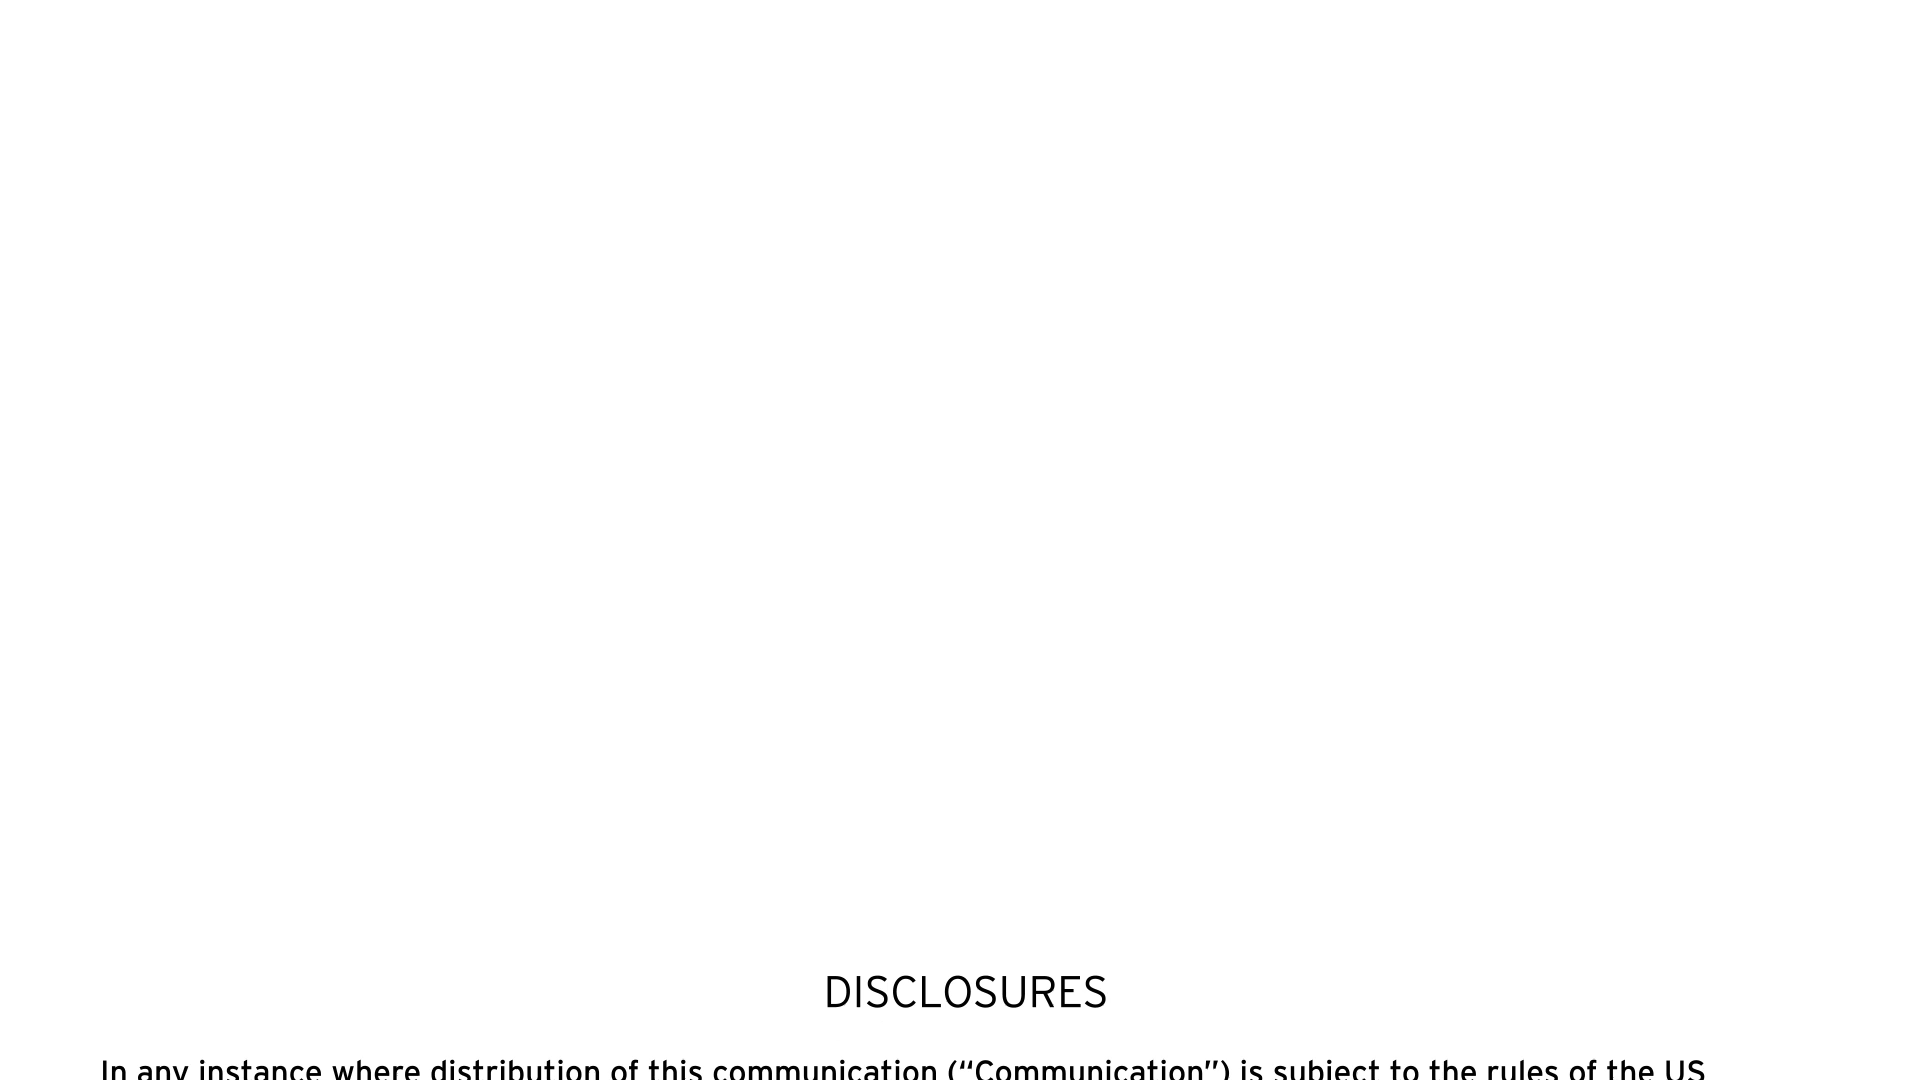 DISCLOSURES
In any instance where distribution of this communication (“Communication”) is subject to the rules of the US